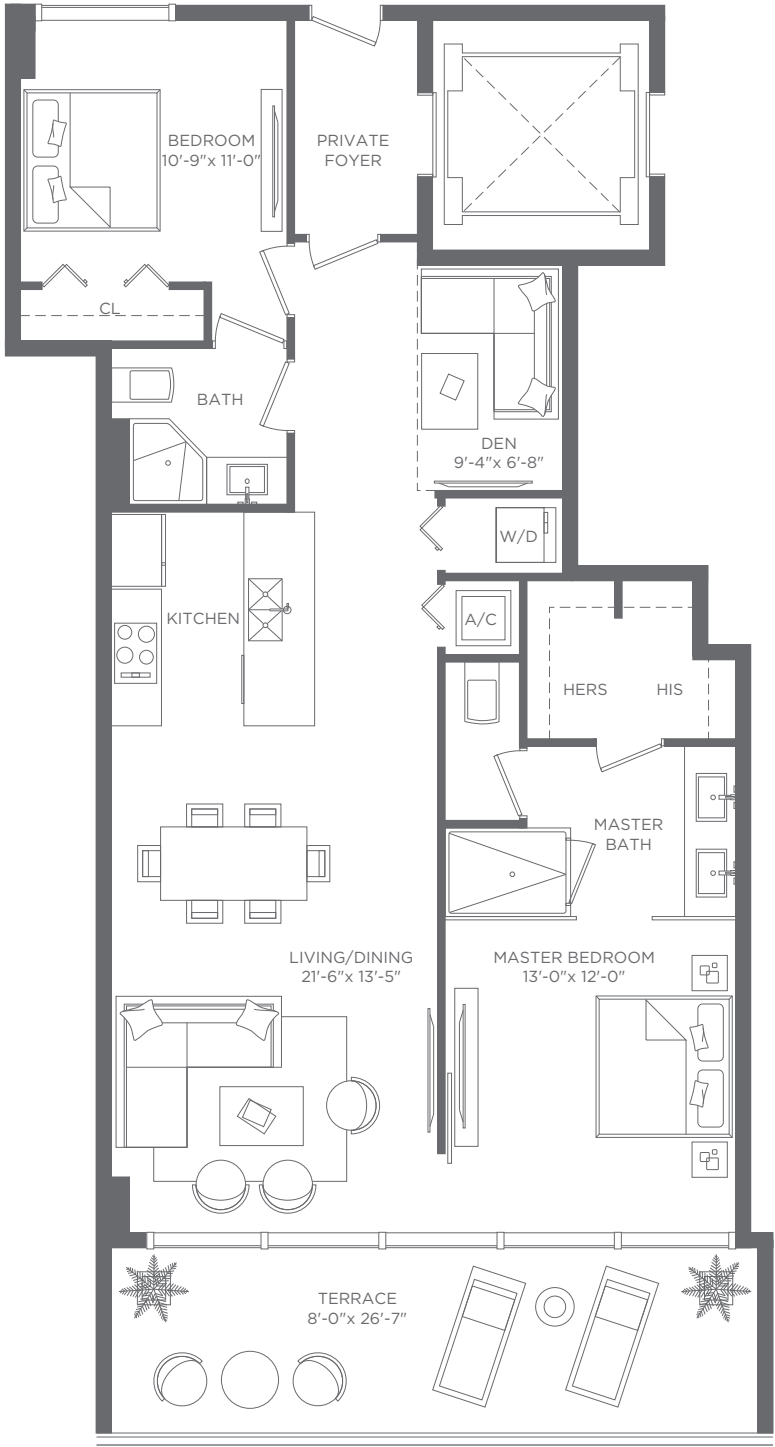 BEDROOM
10'-9"x 11'-0"
PRIVATE
FOYER
CL
BATH
DEN
9'-4"x 6'-8"
W/D
KITCHEN
A/C
HERS
HIS
MASTER
BATH
LIVING/DINING
21'-6"x 13'-5"
MASTER BEDROOM
13'-0"x 12'-0"
TERRACE
8'-0"x 26'-7"